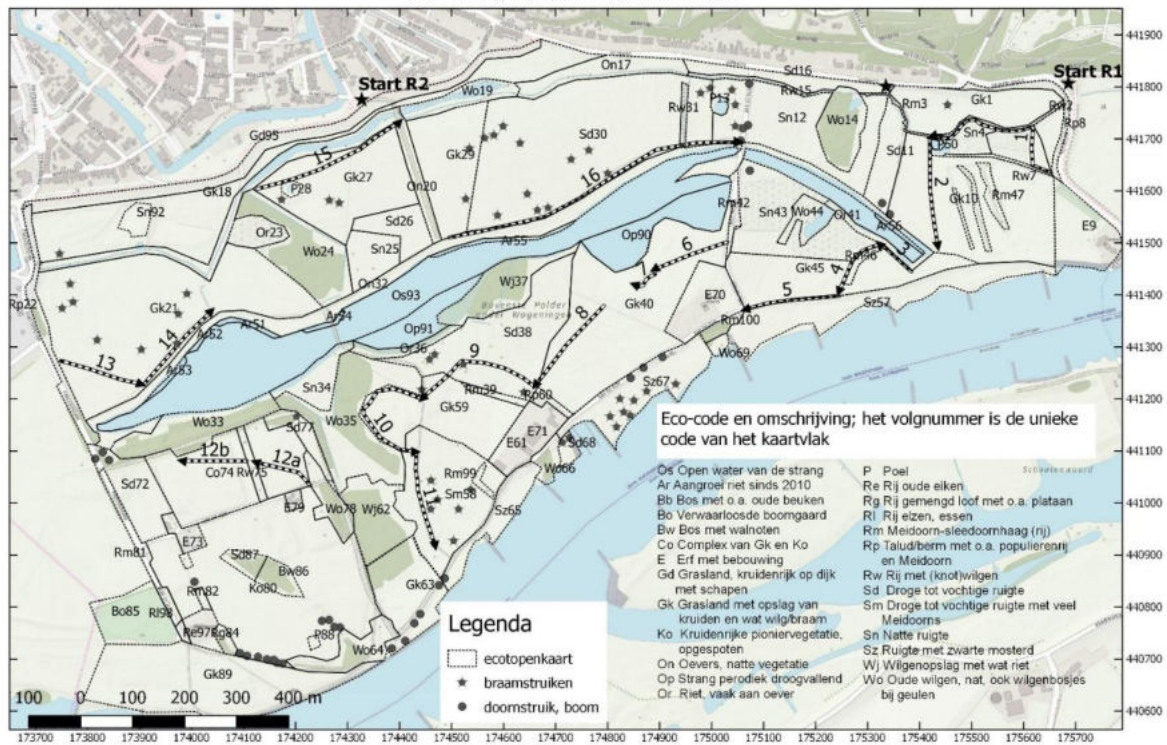 Start R2
Start R1
On17
Sd16
Wo19
Rw15
Gk1
Rm3
Rw2
Rp8
Rw31
P13
Sn12
Wo14
Gd95
15
Gk29
Sd30
Sd11
Sn4
P50
1
Gk18
P28
Gk27
On20
16
Rw7
2
Gk10
Rm47
Sn92
Or23
Sd26
Rm42
Sn43
Wo44
Or41
Ar56
E9
Wo24
Sn25
Ar55
Op90
6
Rm46
3
Rp22
On32
Os93
Wj37
7
Gk45
4
Gk21
Bovenste Polder
onder Wageningen
Gk40
E70
5
Sz57
14
Ar52
Ar51
Ar54
Op91
Sd38
8
Rm100
13
Ar53
Or36
9
Wo69
Sn34
Rm39
Rp60
Sz67
Gk59
Wo33
Sd77
Wo35
10
E61
E71
Sd68
12b
12a
Co74
Rw75
Sd72
Rm99
Wo66
E79
Wo78
Wj62
11
Sm58
Sz65
Rm81
E73
Sd87
Bw86
Ko80
Rm82
Gk63
Bo85
Rl98
Re97
Rg84
P88
Wo64
Gk89
Eco-code en omschrijving; het volgnummer is de unieke
code van het kaartvlak
Os Open water van de strang
Ar Aangroei riet sinds 2010
Bb Bos met o.a. oude beuken
Bo Verwaarloosde boomgaard
Bw Bos met walnoten
Co Complex van Gk en Ko
E Erf met bebouwing
Gd Grasland, kruidenrijk op dijk
met schapen
Gk Grasland met opslag van
kruiden en wat wilg/braam
Ko Kruidenrijke pioniervegetatie,
opgespoten
On Oevers, natte vegetatie
Op Strang periodiek droogvallend
Or Riet, vaak aan oever
P Poel
Re Rij oude eiken
Rg Rij gemengd loof met o.a. plataan
Rl Rij elzen, essen
Rm Meidoorn-sleedoornhaag (rij)
Rp Talud/berm met o.a. populierenrij
en Meidoorn
Rw Rij met (knot)wilgen
Sd Droge tot vochtige ruigte
Sm Droge tot vochtige ruigte met veel
Meidoorns
Sn Natte ruigte
Sz Ruigte met zwarte mosterd
Wj Wilgenopslag met wat riet
Wo Oude wilgen, nat, ook wilgenbosjes
bij geulen
Legenda
ecotopenkaart
braamstruiken
doornstruik, boom
100 0 100 200 300 400 m
441900
441800
441700
441600
441500
441400
441300
441200
441100
441000
440900
440800
440700
440600
173700 173800 173900 174000 174100 174200 174300 174400 174500 174600 174700 174800 174900 175000 175100 175200 175300 175400 175500 175600 175700